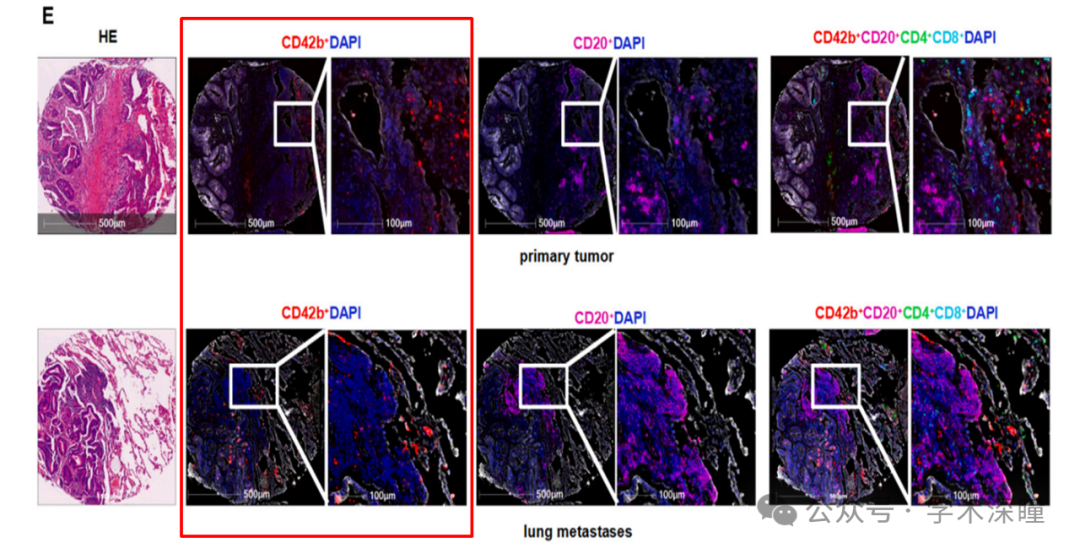 E
HE
CD42b⁺DAPI
CD20⁺DAPI
CD42b⁺CD20⁺CD4⁺CD8⁺DAPI
500μm
500μm
100μm
500μm
100μm
500μm
100μm
primary tumor
CD42b⁺DAPI
CD20⁺DAPI
CD42b⁺CD20⁺CD4⁺CD8⁺DAPI
500μm
100μm
500μm
100μm
100μm
lung metastases
公众号 · 学术深瞳